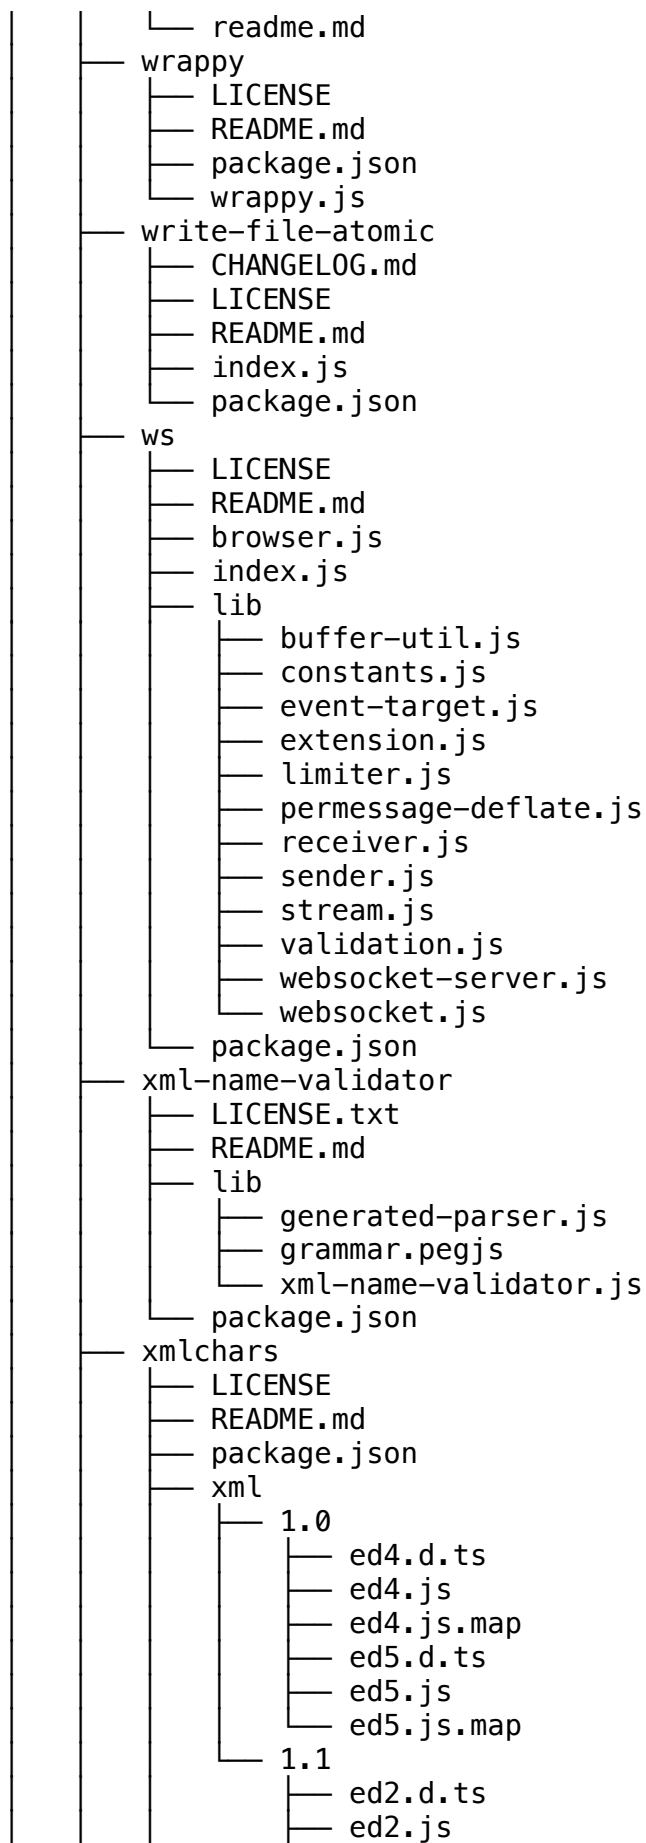 │   │   │   └── readme.md
│   │   ├── wrappy
│   │   │   ├── LICENSE
│   │   │   ├── README.md
│   │   │   ├── package.json
│   │   │   └── wrappy.js
│   │   ├── write-file-atomic
│   │   │   ├── CHANGELOG.md
│   │   │   ├── LICENSE
│   │   │   ├── README.md
│   │   │   ├── index.js
│   │   │   └── package.json
│   │   ├── ws
│   │   │   ├── LICENSE
│   │   │   ├── README.md
│   │   │   ├── browser.js
│   │   │   ├── index.js
│   │   │   ├── lib
│   │   │   │   ├── buffer-util.js
│   │   │   │   ├── constants.js
│   │   │   │   ├── event-target.js
│   │   │   │   ├── extension.js
│   │   │   │   ├── limiter.js
│   │   │   │   ├── permessage-deflate.js
│   │   │   │   ├── receiver.js
│   │   │   │   ├── sender.js
│   │   │   │   ├── stream.js
│   │   │   │   ├── validation.js
│   │   │   │   ├── websocket-server.js
│   │   │   │   └── websocket.js
│   │   │   └── package.json
│   │   ├── xml-name-validator
│   │   │   ├── LICENSE.txt
│   │   │   ├── README.md
│   │   │   ├── lib
│   │   │   │   ├── generated-parser.js
│   │   │   │   ├── grammar.pegjs
│   │   │   │   └── xml-name-validator.js
│   │   │   └── package.json
│   │   ├── xmlchars
│   │   │   ├── LICENSE
│   │   │   ├── README.md
│   │   │   ├── package.json
│   │   │   ├── xml
│   │   │   │   ├── 1.0
│   │   │   │   │   ├── ed4.d.ts
│   │   │   │   │   ├── ed4.js
│   │   │   │   │   ├── ed4.js.map
│   │   │   │   │   ├── ed5.d.ts
│   │   │   │   │   ├── ed5.js
│   │   │   │   │   └── ed5.js.map
│   │   │   │   └── 1.1
│   │   │   │       ├── ed2.d.ts
│   │   │   │       ├── ed2.js